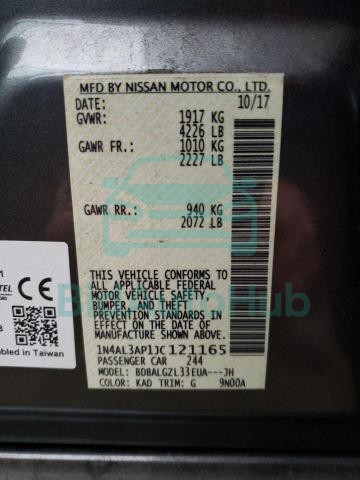 MFD BY NISSAN MOTOR CO., LTD.
DATE: 10/17
GVWR: 1917 KG
4226 LB
GAWR FR.: 1010 KG
2227 LB
GAWR RR.: 940 KG
2072 LB
THIS VEHICLE CONFORMS TO
ALL APPLICABLE FEDERAL
MOTOR VEHICLE SAFETY,
BUMPER, AND THEFT
PREVENTION STANDARDS IN
EFFECT ON THE DATE OF
MANUFACTURE SHOWN ABOVE.
1N4AL3AP1JC121165
PASSENGER CAR 244
MODEL: BDBALGZL33EUA---JH
COLOR: KAD TRIM: G 9N00A
CE
bled in Taiwan